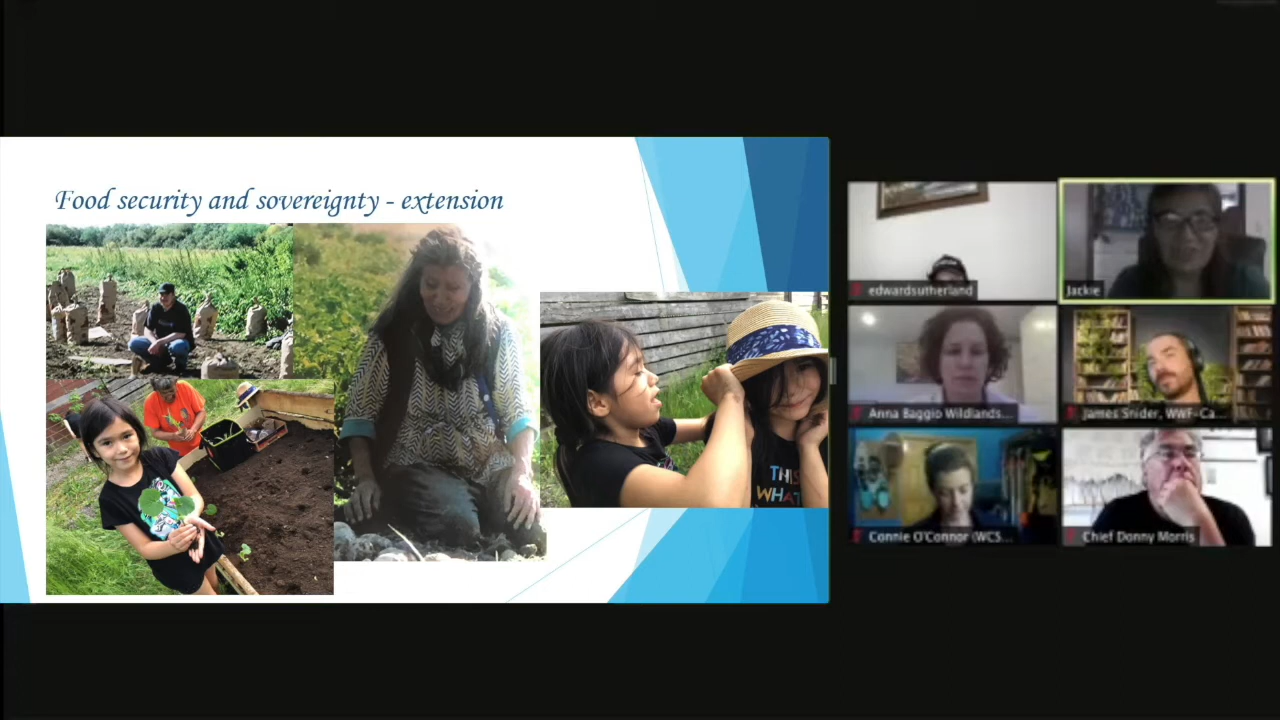 Food security and sovereignty - extension
THIS
WHAT
edwardsutherland
Jackie
Anna Baggio Wildlands...
James Snider, WWF-Ca...
Connie O'Connor (WCS...
Chief Donny Morris